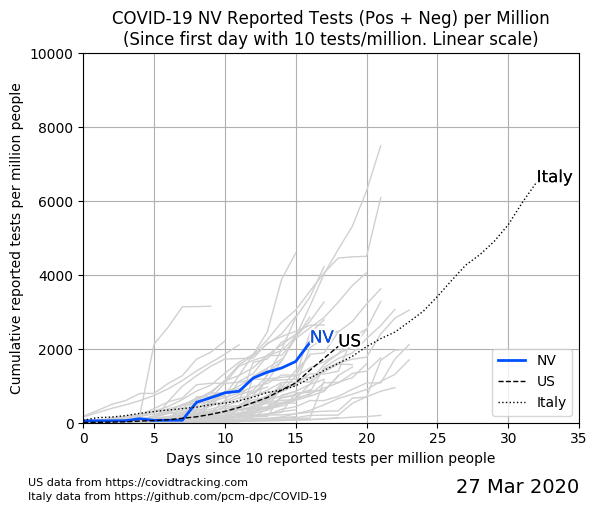 COVID-19 NV Reported Tests (Pos + Neg) per Million
(Since first day with 10 tests/million. Linear scale)
Cumulative reported tests per million people
10000
8000
6000
4000
2000
0
Italy
NV
US
NV
US
Italy
0 5 10 15 20 25 30 35
Days since 10 reported tests per million people
US data from https://covidtracking.com
Italy data from https://github.com/pcm-dpc/COVID-19
27 Mar 2020